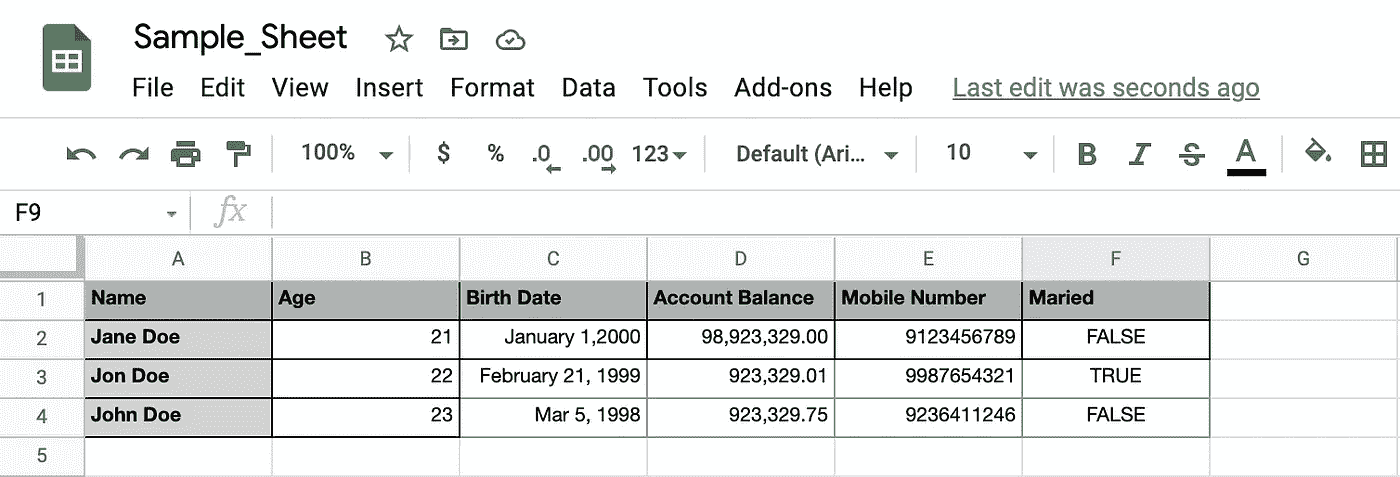 Sample_Sheet
File Edit View Insert Format Data Tools Add-ons Help Last edit was seconds ago
100% $ % .0 .00 123 Default (Ari... 10 B I S A
F9 fx
A B C D E F G
1 Name Age Birth Date Account Balance Mobile Number Maried
2 Jane Doe 21 January 1,2000 98,923,329.00 9123456789 FALSE
3 Jon Doe 22 February 21, 1999 923,329.01 9987654321 TRUE
4 John Doe 23 Mar 5, 1998 923,329.75 9236411246 FALSE
5